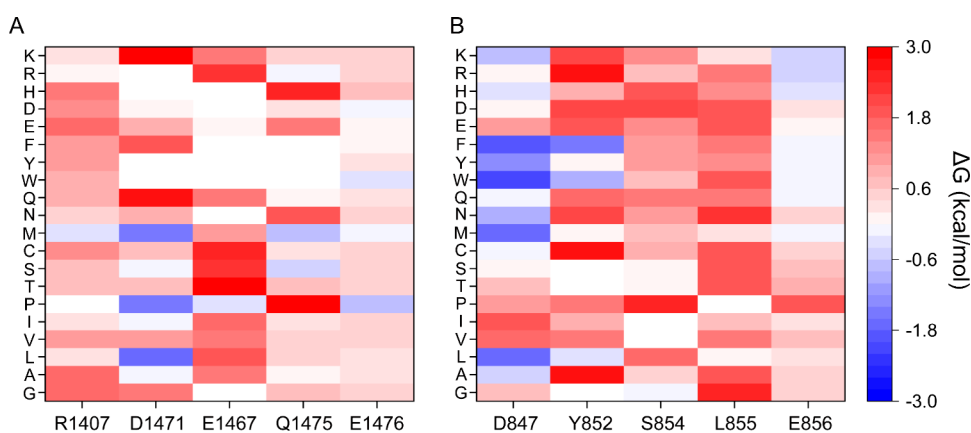 A
B
K
R
H
D
E
F
Y
W
Q
N
M
C
S
T
P
I
V
L
A
G
R1407 D1471 E1467 Q1475 E1476
K
R
H
D
E
F
Y
W
Q
N
M
C
S
T
P
I
V
L
A
G
D847 Y852 S854 L855 E856
3.0
1.8
0.6
-0.6
-1.8
-3.0
ΔG (kcal/mol)